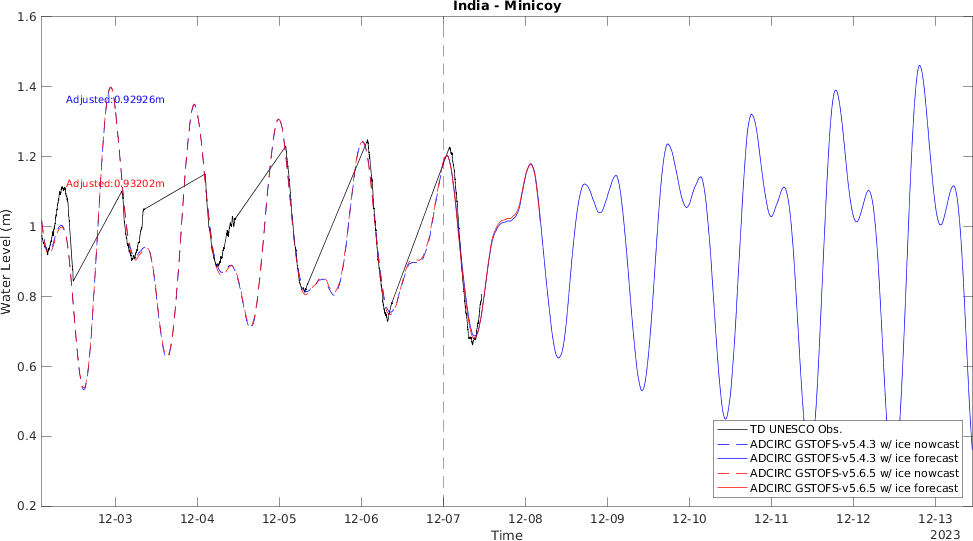 India - Minicoy
1.6
1.4
1.2
1
0.8
0.6
0.4
0.2
Water Level (m)
Adjusted:0.92926m
Adjusted:0.93202m
TD UNESCO Obs.
ADCIRC GSTOFS-v5.4.3 w/ ice nowcast
ADCIRC GSTOFS-v5.4.3 w/ ice forecast
ADCIRC GSTOFS-v5.6.5 w/ ice nowcast
ADCIRC GSTOFS-v5.6.5 w/ ice forecast
12-03 12-04 12-05 12-06 12-07 12-08 12-09 12-10 12-11 12-12 12-13
Time
2023